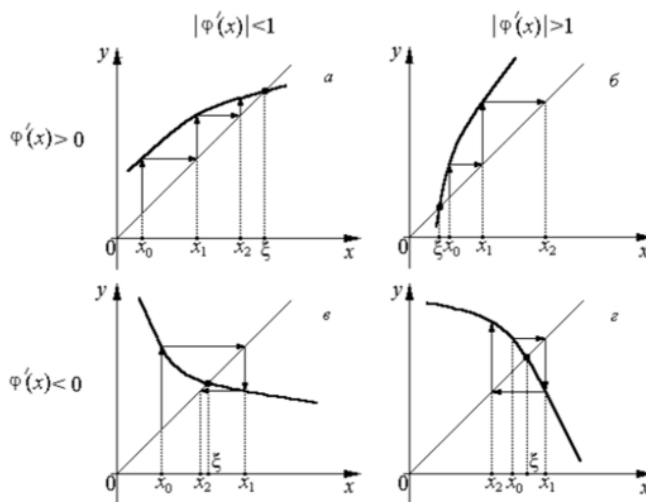 |φ′(x)|<1 |φ′(x)|>1
y а y б
φ′(x)>0
0 x₀ x₁ x₂ ξ x 0 ξ x₀ x₁ x₂ x
y в y г
φ′(x)<0
0 x₀ x₂ ξ x₁ x 0 x₂ x₀ ξ x₁ x